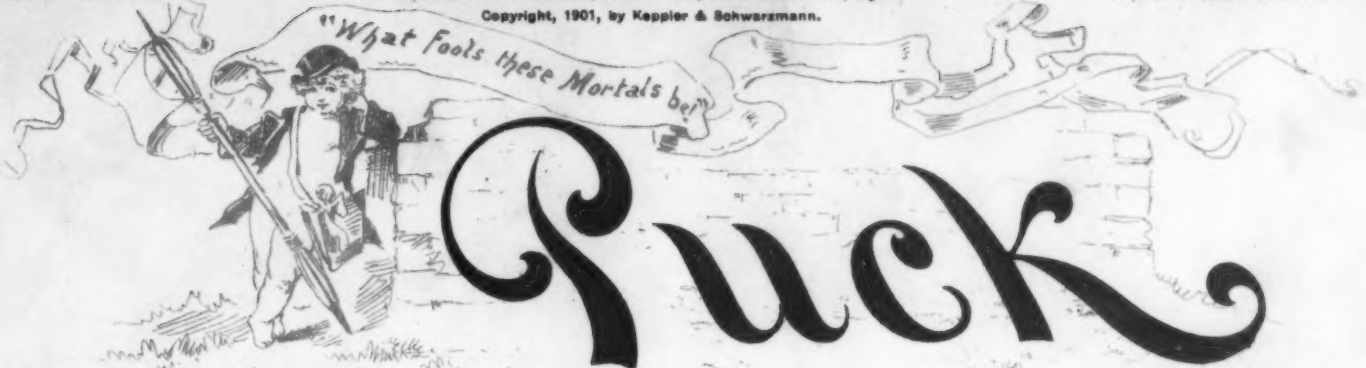 Copyright, 1901, by Keppler & Schwarzmann.
"What Fools these Mortals be!"
Puck